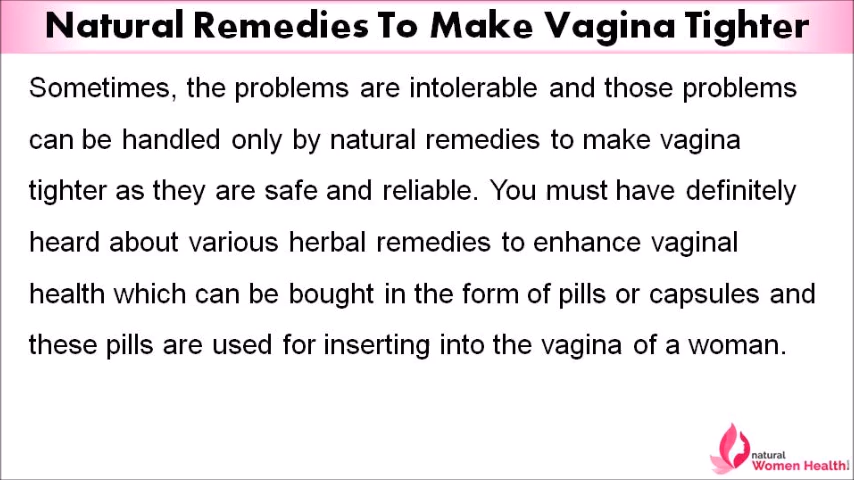 Natural Remedies To Make Vagina Tighter
Sometimes, the problems are intolerable and those problems
can be handled only by natural remedies to make vagina
tighter as they are safe and reliable. You must have definitely
heard about various herbal remedies to enhance vaginal
health which can be bought in the form of pills or capsules and
these pills are used for inserting into the vagina of a woman.
natural
Women Health